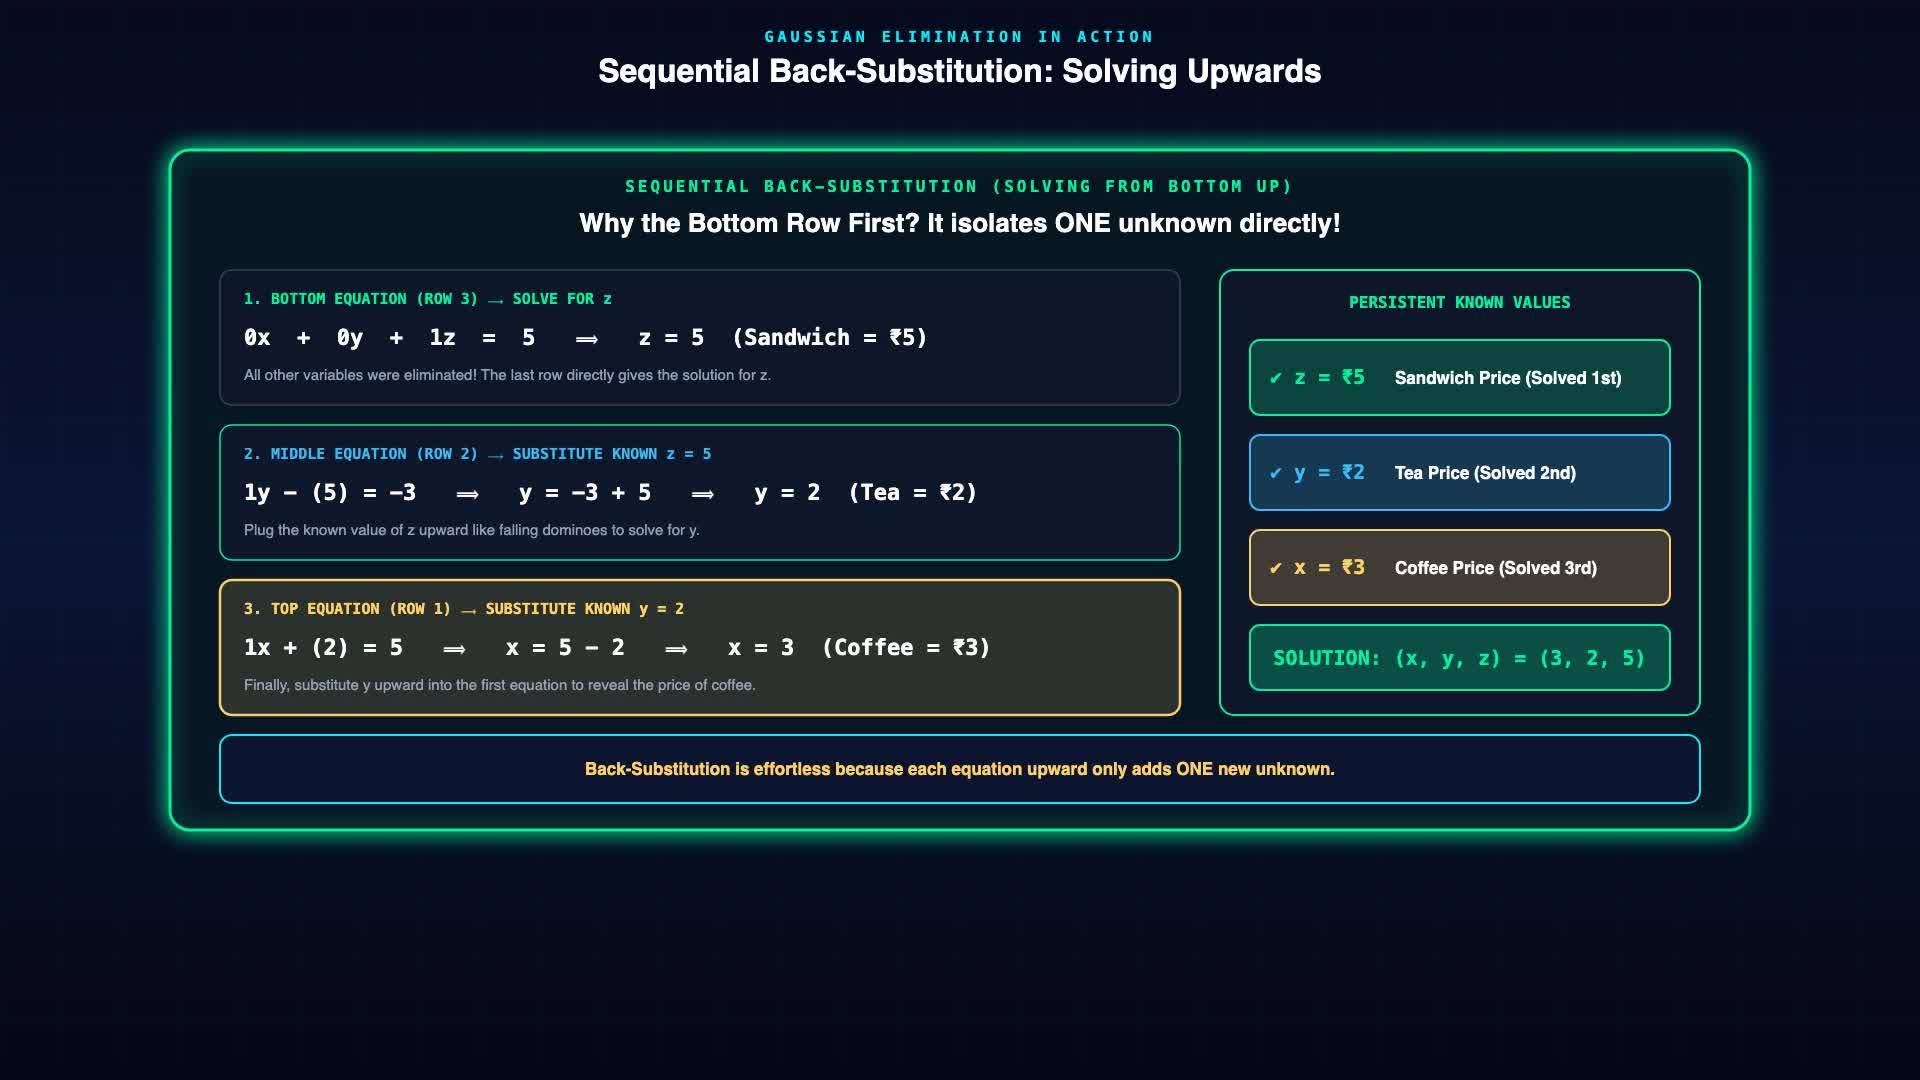 GAUSSIAN ELIMINATION IN ACTION
Sequential Back-Substitution: Solving Upwards
SEQUENTIAL BACK–SUBSTITUTION (SOLVING FROM BOTTOM UP)
Why the Bottom Row First? It isolates ONE unknown directly!
1. BOTTOM EQUATION (ROW 3) ⟶ SOLVE FOR z
0x + 0y + 1z = 5 ⟹ z = 5 (Sandwich = ₹5)
All other variables were eliminated! The last row directly gives the solution for z.
2. MIDDLE EQUATION (ROW 2) ⟶ SUBSTITUTE KNOWN z = 5
1y − (5) = −3 ⟹ y = −3 + 5 ⟹ y = 2 (Tea = ₹2)
Plug the known value of z upward like falling dominoes to solve for y.
3. TOP EQUATION (ROW 1) ⟶ SUBSTITUTE KNOWN y = 2
1x + (2) = 5 ⟹ x = 5 − 2 ⟹ x = 3 (Coffee = ₹3)
Finally, substitute y upward into the first equation to reveal the price of coffee.
PERSISTENT KNOWN VALUES
✔ z = ₹5 Sandwich Price (Solved 1st)
✔ y = ₹2 Tea Price (Solved 2nd)
✔ x = ₹3 Coffee Price (Solved 3rd)
SOLUTION: (x, y, z) = (3, 2, 5)
Back-Substitution is effortless because each equation upward only adds ONE new unknown.